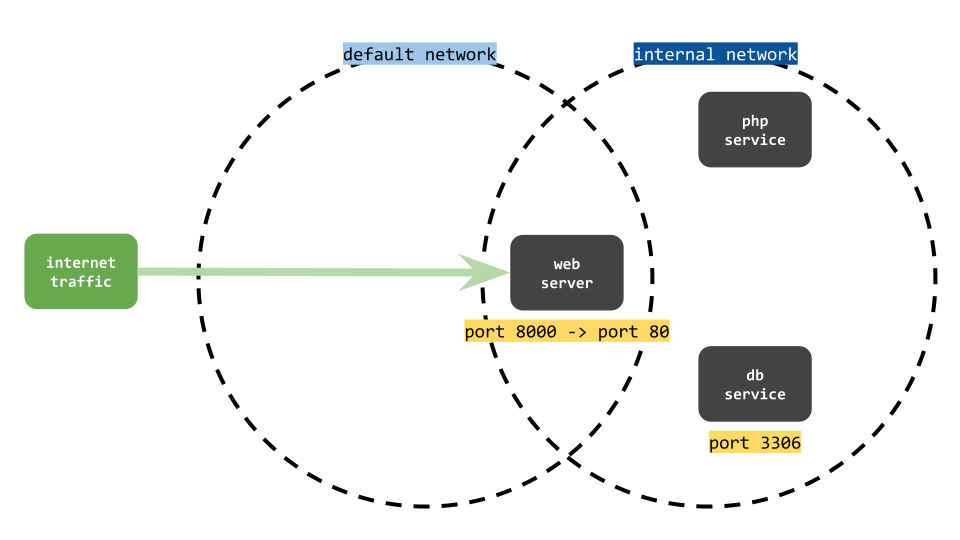 default network
internal network
php
service
internet
traffic
web
server
port 8000 -> port 80
db
service
port 3306